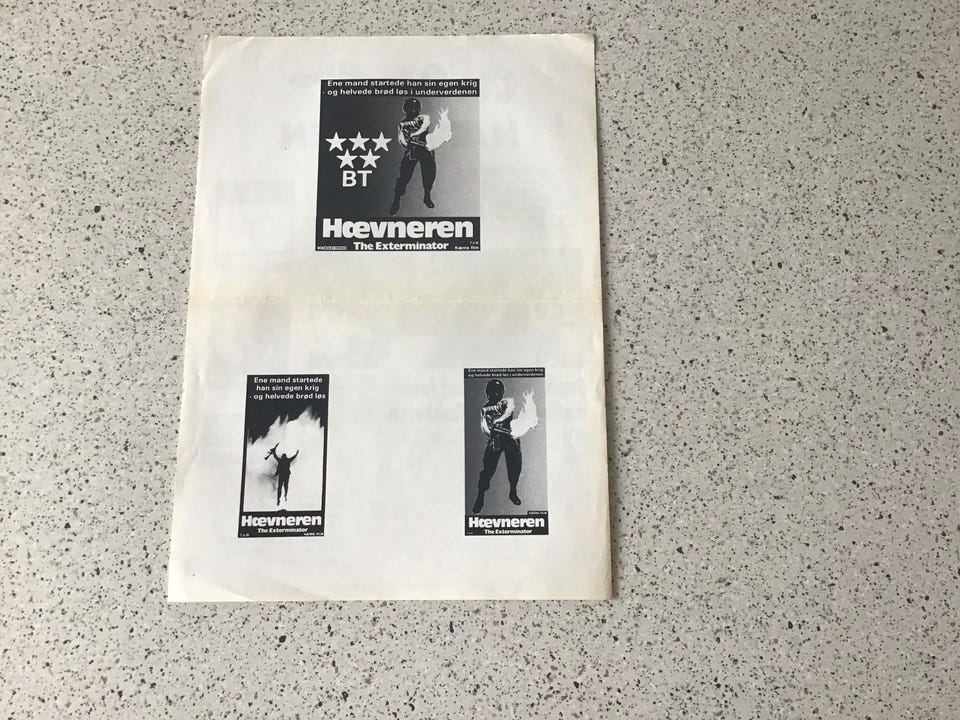 Ene mand startede han sin egen krig
- og helvede brød løs i underverdenen
BT
Hævneren
The Exterminator
Kærne film
Ene mand startede
han sin egen krig
- og helvede brød løs
Hævneren
The Exterminator
Ene mand startede han sin egen krig
- og helvede brød løs i underverdenen
Hævneren
The Exterminator